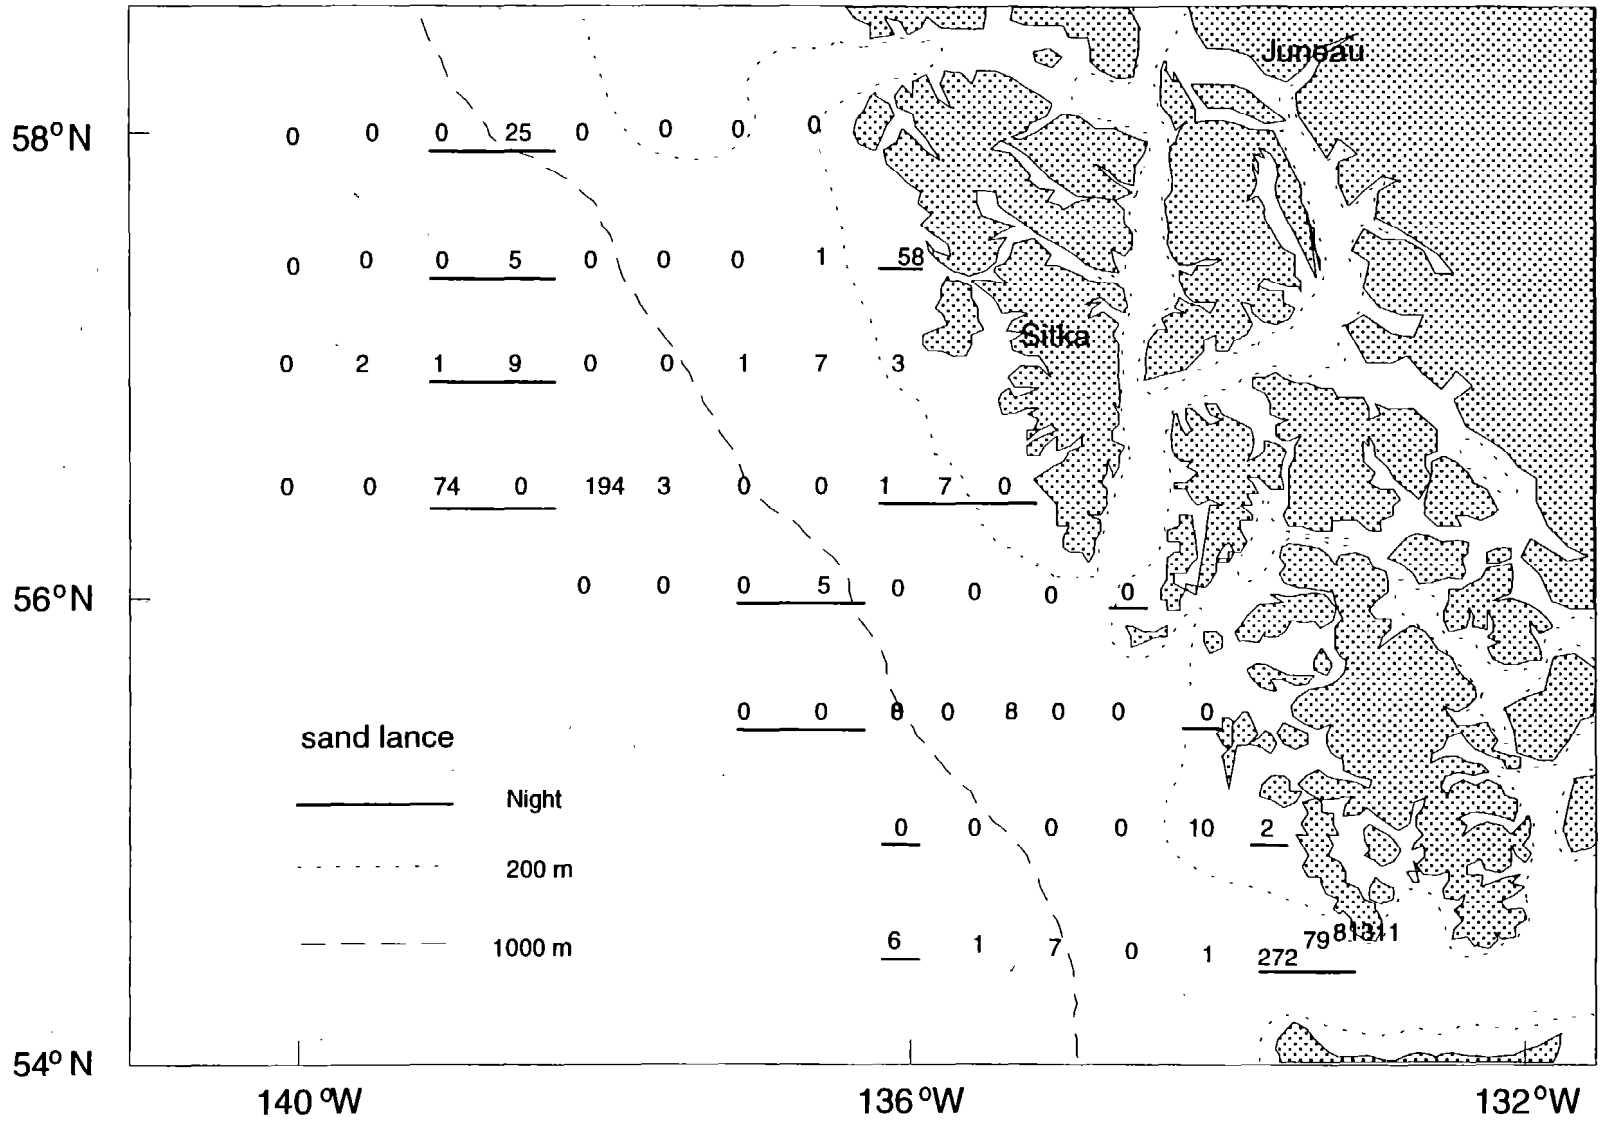 Juneau
58°N
0 0 0 25 0 0 0 0
0 0 0 5 0 0 0 1 58
Sitka
0 2 1 9 0 0 1 7 3
0 0 74 0 194 3 0 0 1 7 0
56°N
0 0 0 5 0 0 0 0
0 0 0 0 8 0 0 0
sand lance
Night
0 0 0 0 10 2
200 m
6 1 7 0 1 272 79
1000 m
54°N
140°W 136°W 132°W